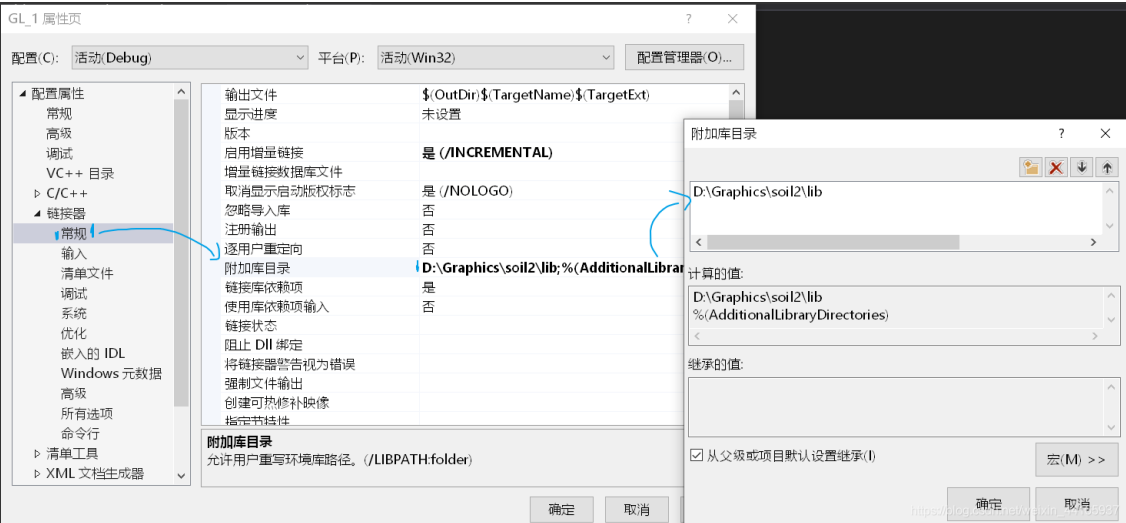 GL_1 属性页
?
配置(C): 活动(Debug) 平台(P): 活动(Win32) 配置管理器(O)...
配置属性
常规
高级
调试
VC++ 目录
C/C++
链接器
常规
输入
清单文件
调试
系统
优化
嵌入的 IDL
Windows 元数据
高级
所有选项
命令行
清单工具
XML 文档生成器
输出文件 $(OutDir)$(TargetName)$(TargetExt)
显示进度 未设置
版本
启用增量链接 是 (/INCREMENTAL)
增量链接数据库文件
取消显示启动版权标志 是 (/NOLOGO)
忽略导入库 否
注册输出 否
逐用户重定向 否
附加库目录 D:\Graphics\soil2\lib;%(AdditionalLibrar
链接库依赖项 是
使用库依赖项输入 否
链接状态
阻止 Dll 绑定
将链接器警告视为错误
强制文件输出
创建可热修补映像
指定节特性
附加库目录
允许用户重写环境库路径。(/LIBPATH:folder)
确定 取消
附加库目录
?
D:\Graphics\soil2\lib
计算的值:
D:\Graphics\soil2\lib
%(AdditionalLibraryDirectories)
继承的值:
从父级或项目默认设置继承(I)
宏(M) >>
确定 取消